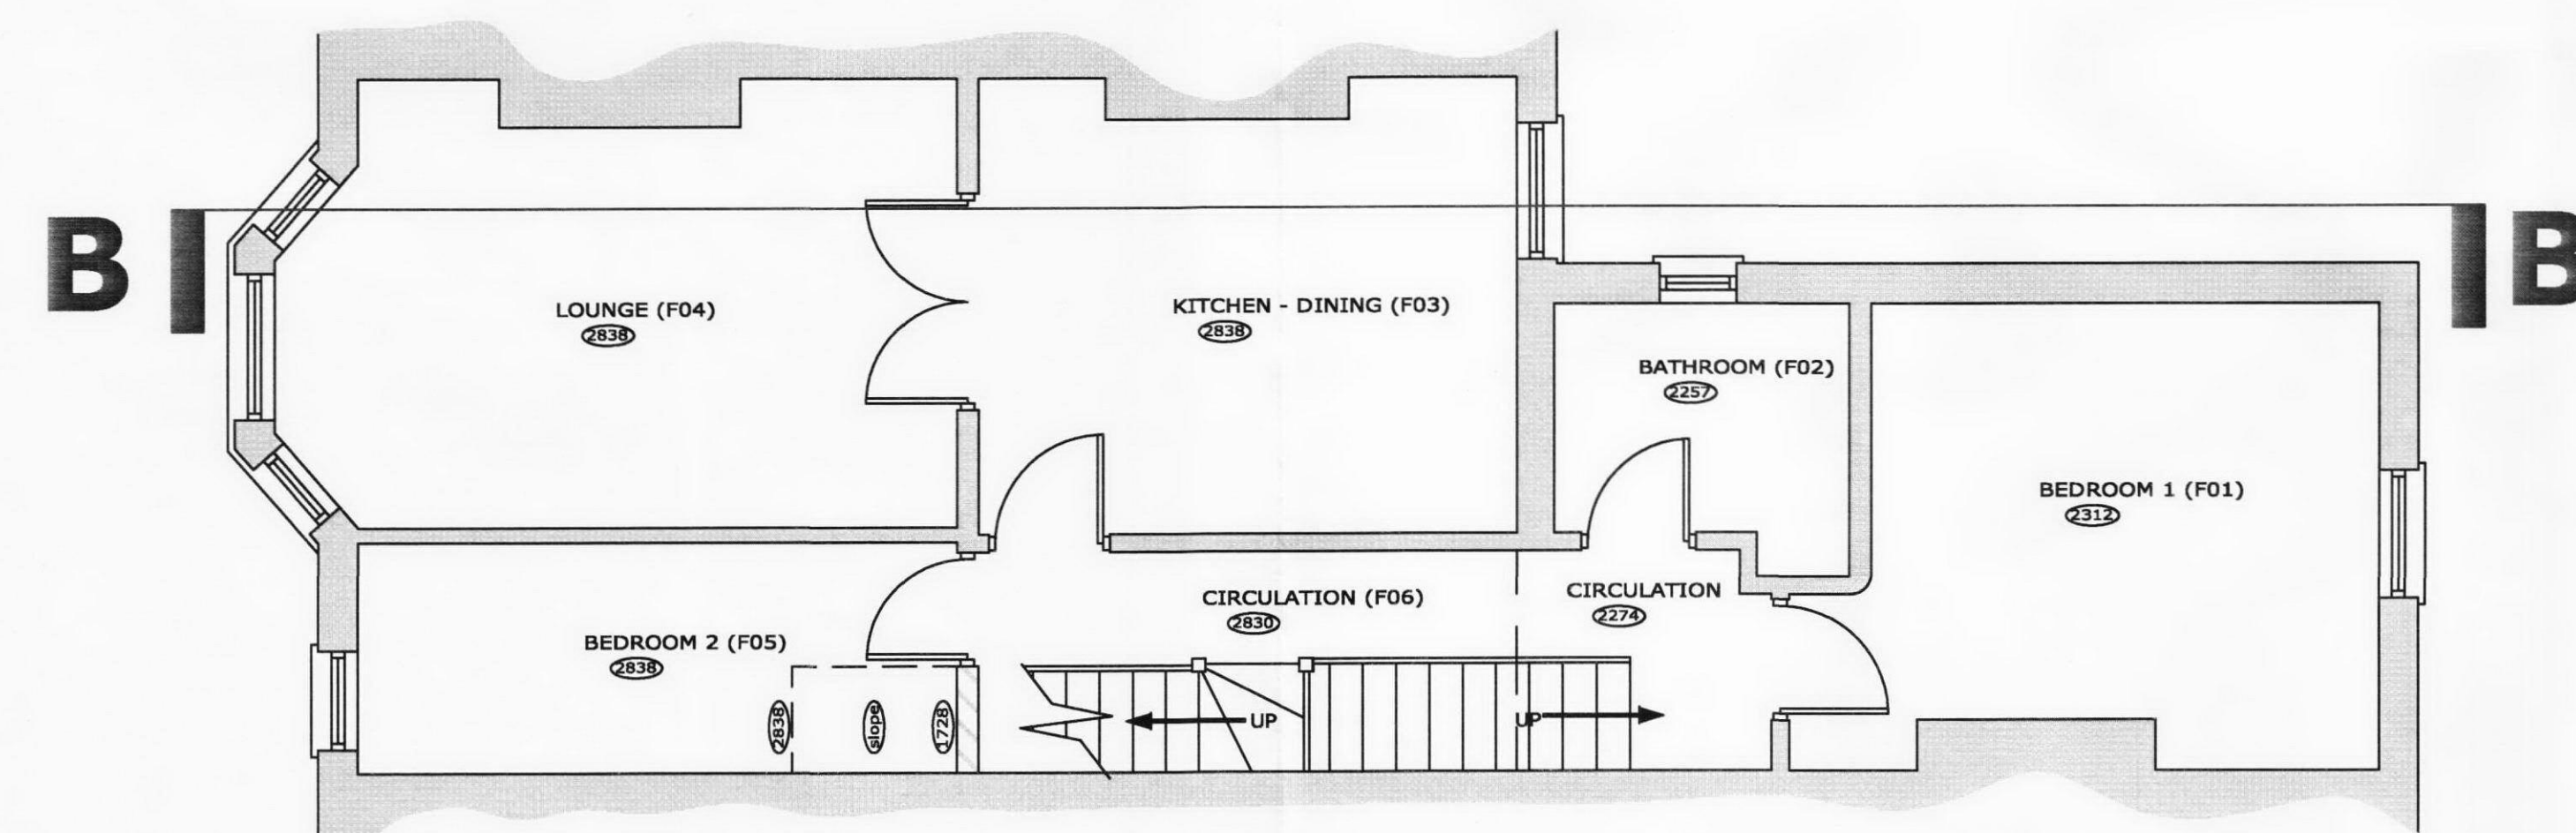 B
B
LOUNGE (F04)
2838
KITCHEN - DINING (F03)
2838
BATHROOM (F02)
2257
BEDROOM 1 (F01)
2312
CIRCULATION (F06)
2830
CIRCULATION
2274
BEDROOM 2 (F05)
2838
2838
slope
1728
UP
UP